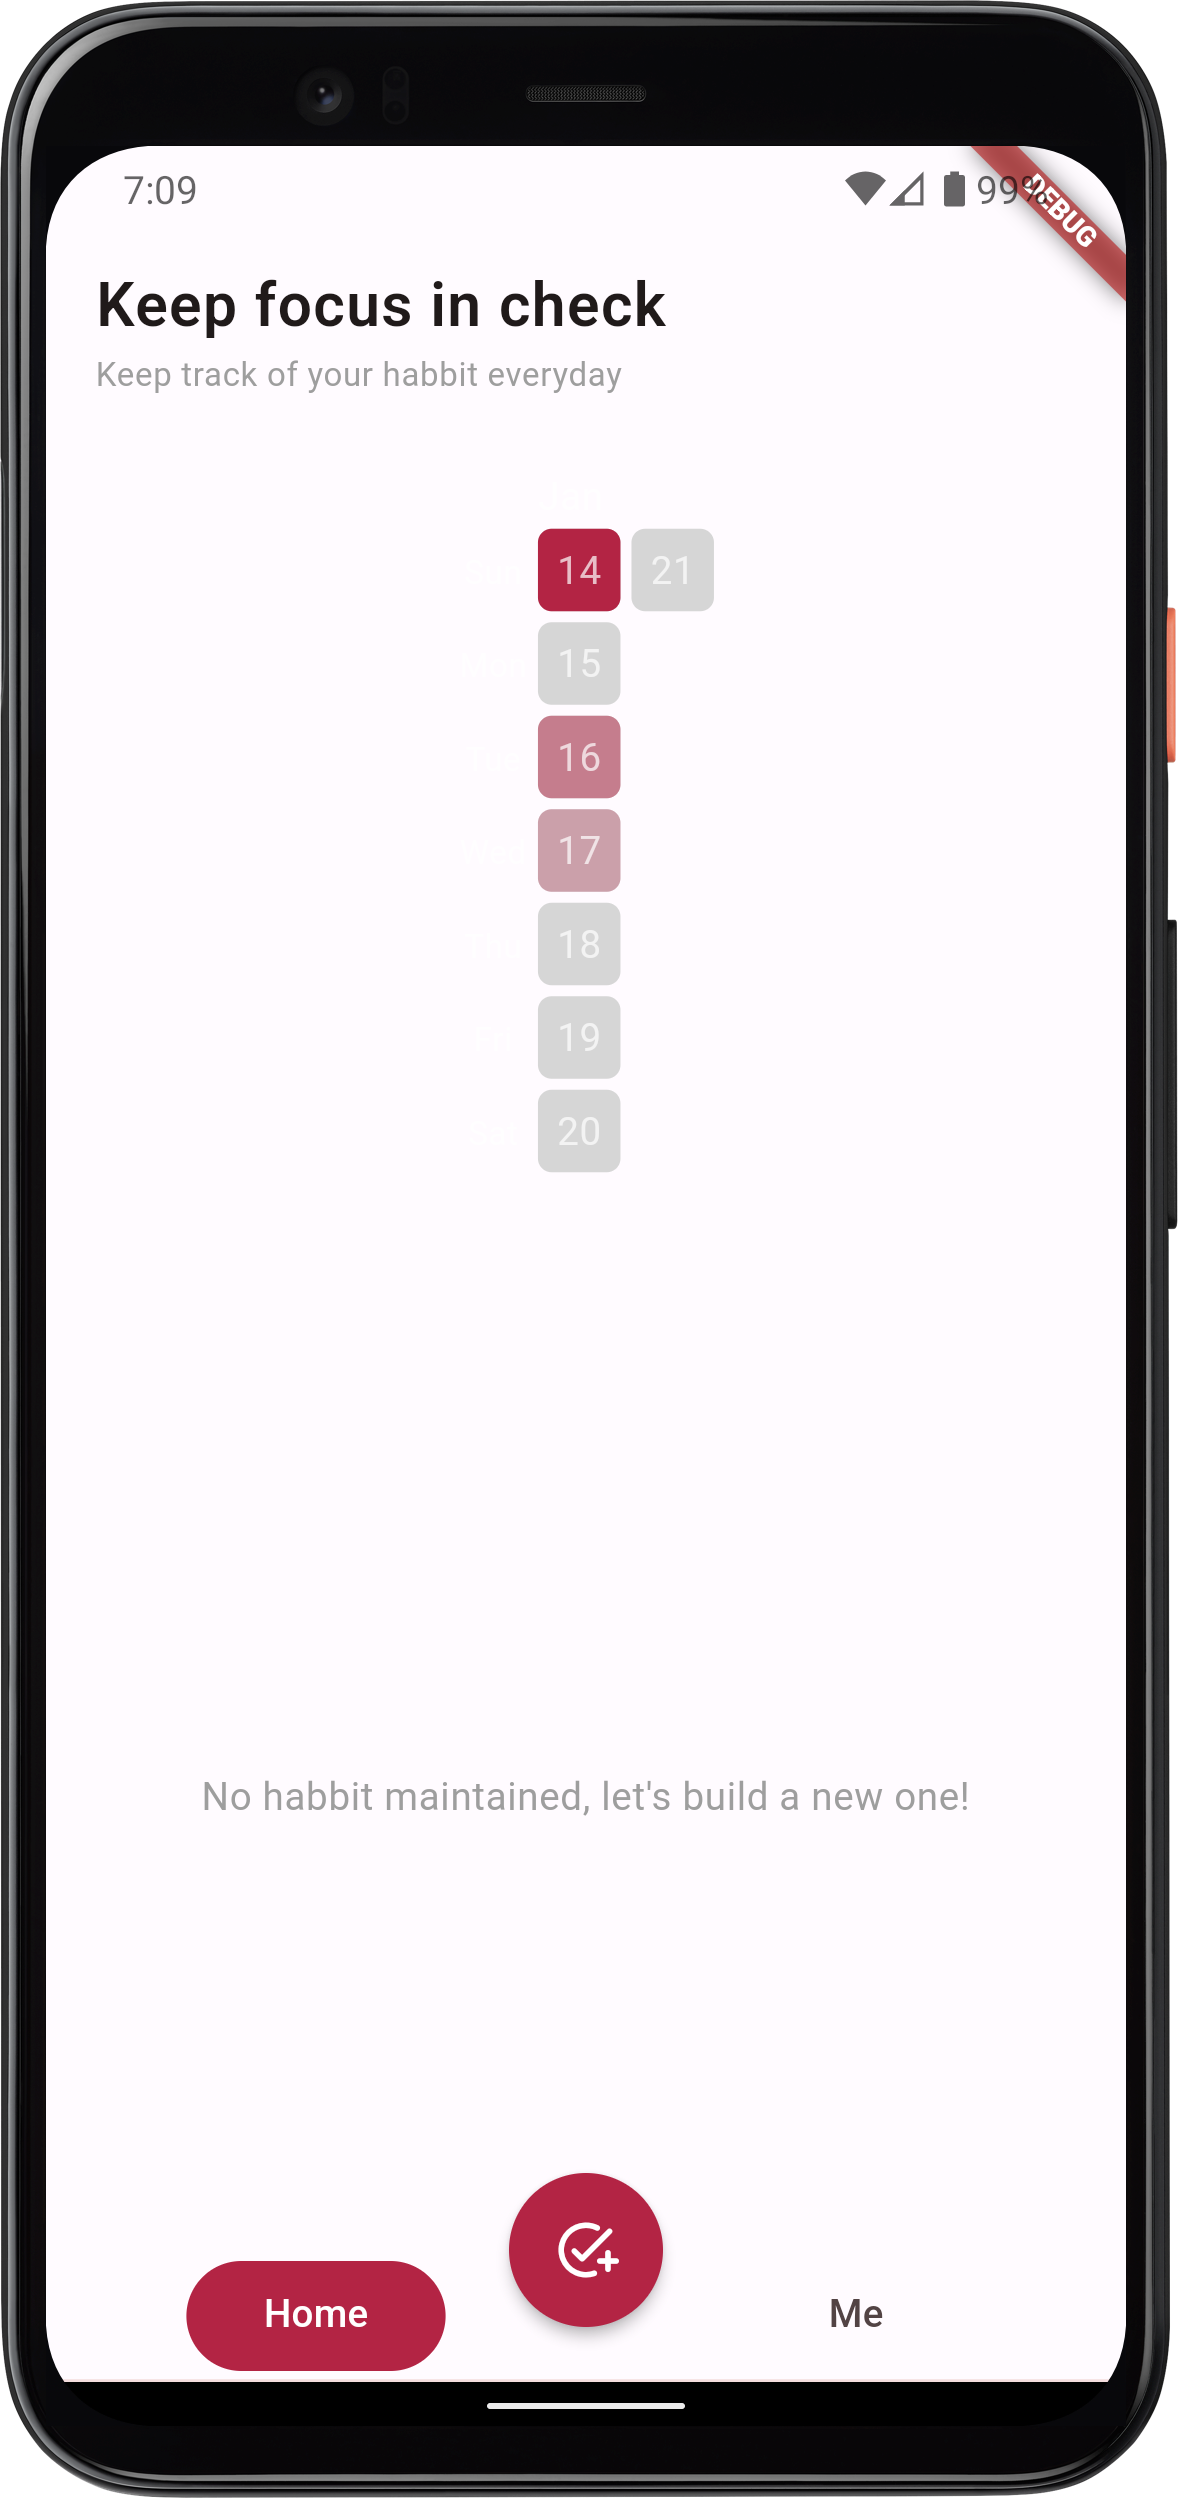 7:09
99%
DEBUG
Keep focus in check
Keep track of your habbit everyday
14 21
15
16
17
18
19
20
No habbit maintained, let's build a new one!
Home
Me